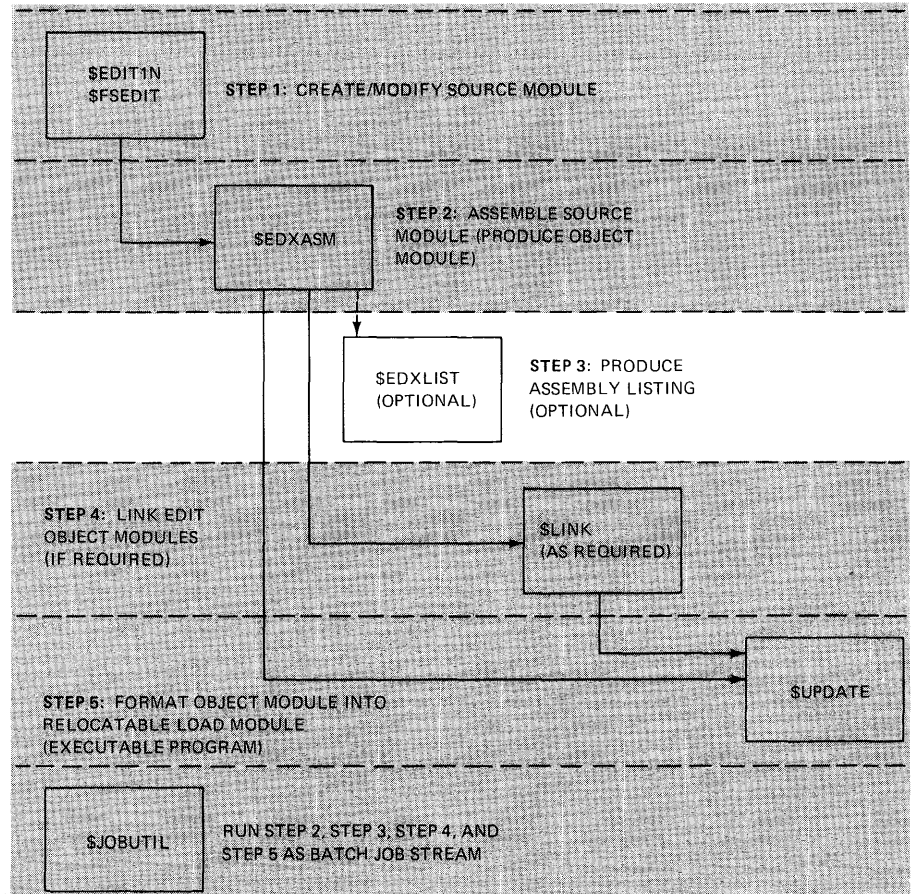 $EDIT1N
$FSEDIT
STEP 1: CREATE/MODIFY SOURCE MODULE
$EDXASM
STEP 2: ASSEMBLE SOURCE
MODULE (PRODUCE OBJECT
MODULE)
$EDXLIST
(OPTIONAL)
STEP 3: PRODUCE
ASSEMBLY LISTING
(OPTIONAL)
STEP 4: LINK EDIT
OBJECT MODULES
(IF REQUIRED)
$LINK
(AS REQUIRED)
$UPDATE
STEP 5: FORMAT OBJECT MODULE INTO
RELOCATABLE LOAD MODULE
(EXECUTABLE PROGRAM)
$JOBUTIL
RUN STEP 2, STEP 3, STEP 4, AND
STEP 5 AS BATCH JOB STREAM